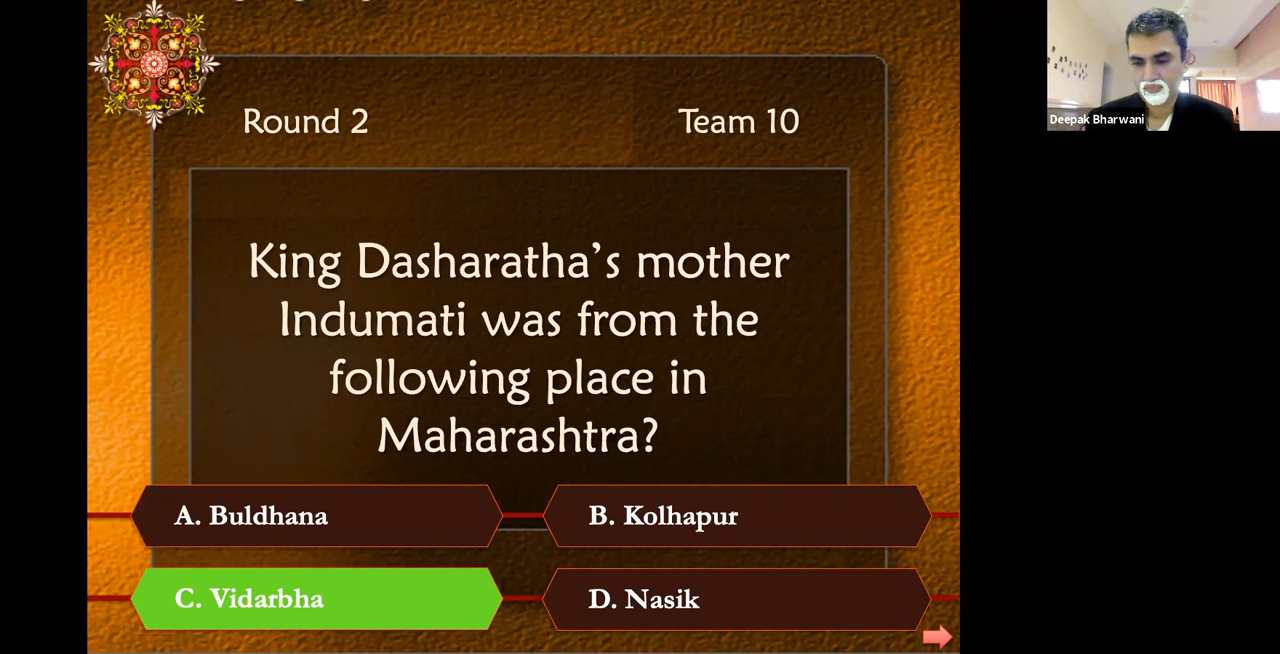 Round 2
Team 10
King Dasharatha’s mother
Indumati was from the
following place in
Maharashtra?
A. Buldhana
B. Kolhapur
C. Vidarbha
D. Nasik
Deepak Bharwani